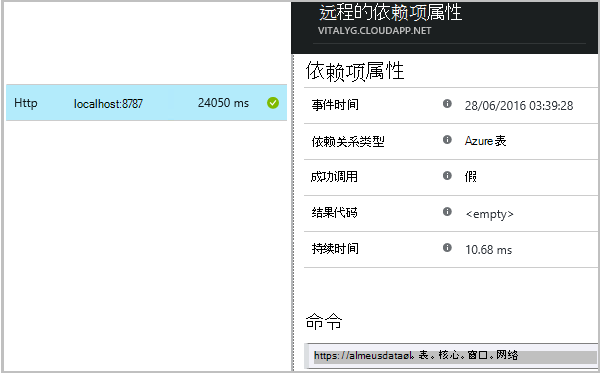 远程的依赖项属性
VITALYG.CLOUDAPP.NET
依赖项属性
Http localhost:8787 24050 ms
事件时间 28/06/2016 03:39:28
依赖关系类型 Azure 表
成功调用 假
结果代码 <empty>
持续时间 10.68 ms
命令
https://almeusdataøl。表。核心。窗口。网络